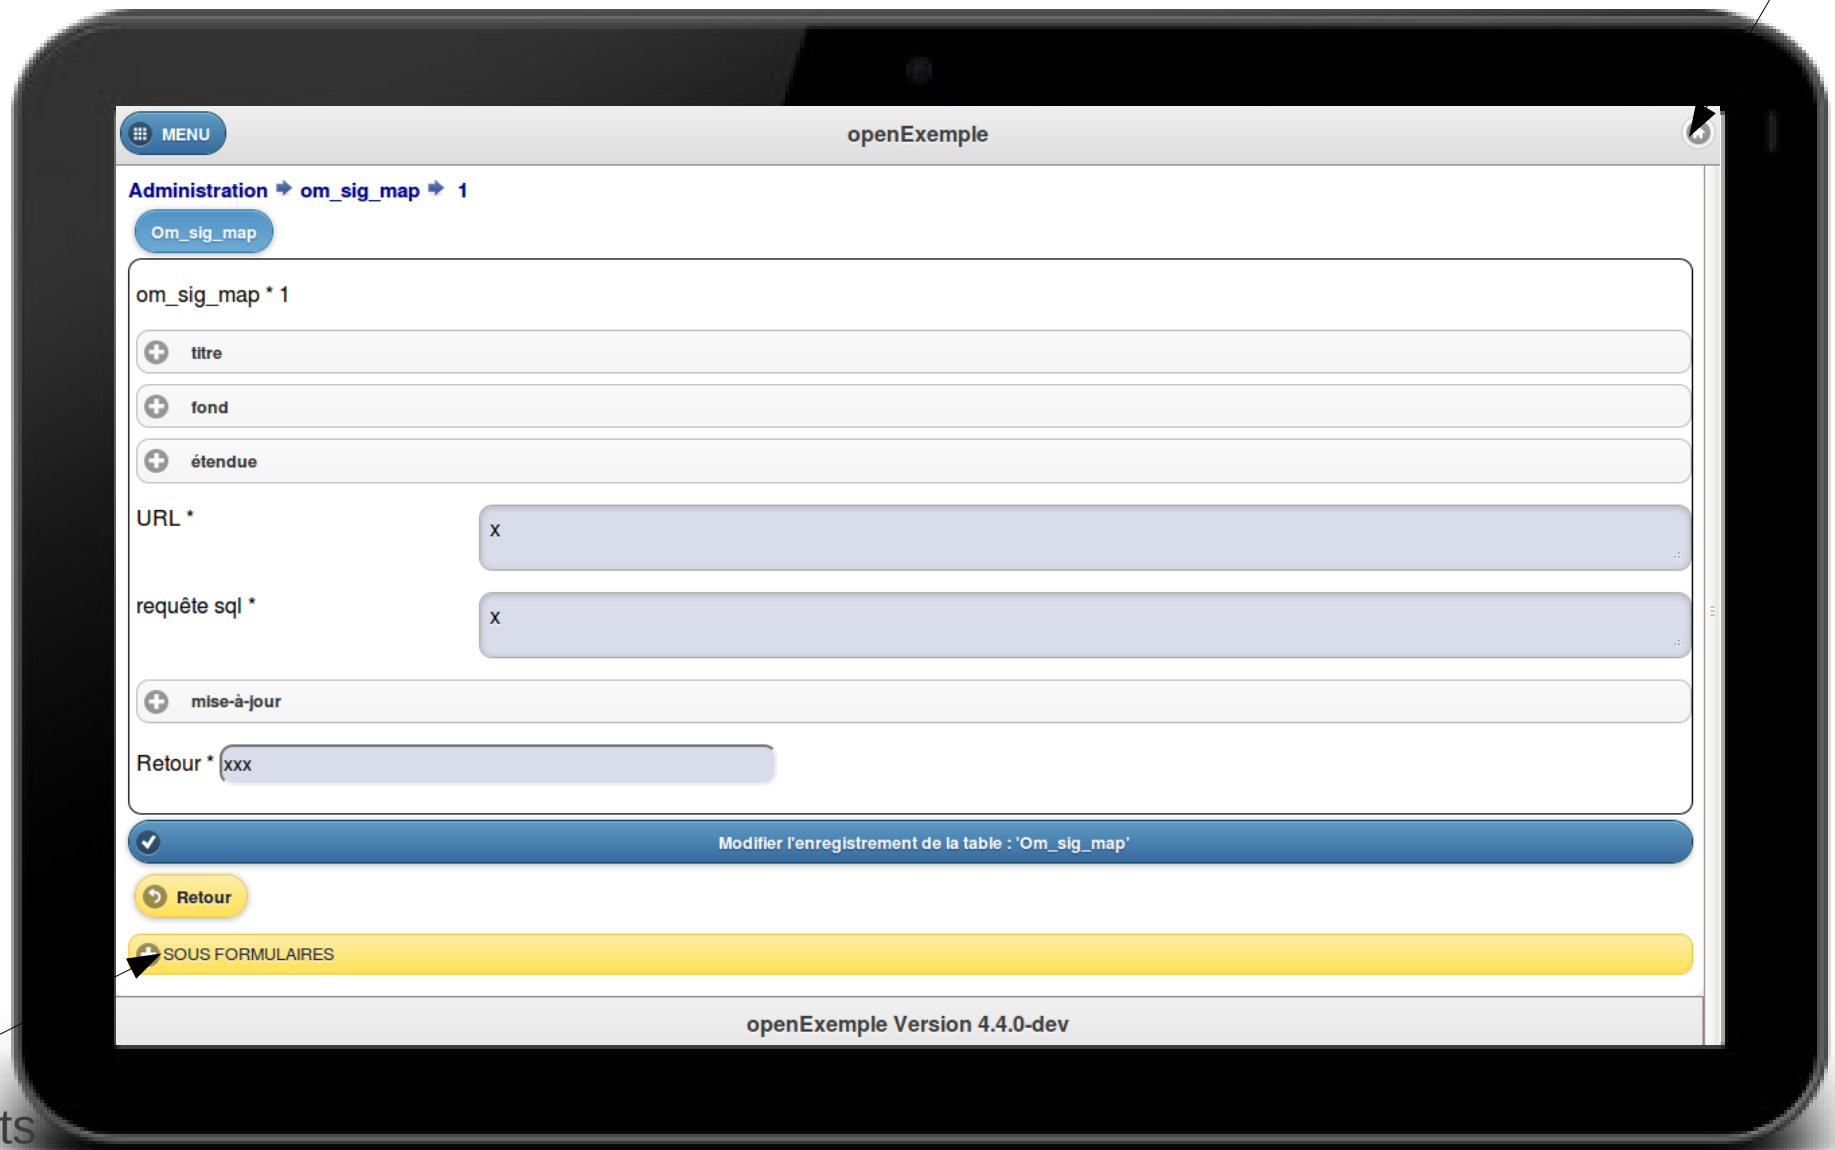 MENU
openExemple
Administration om_sig_map 1
Om_sig_map
om_sig_map * 1
titre
fond
étendue
URL *
x
requête sql *
x
mise-à-jour
Retour * xxx
Modifier l'enregistrement de la table : 'Om_sig_map'
Retour
SOUS FORMULAIRES
openExemple Version 4.4.0-dev
ts